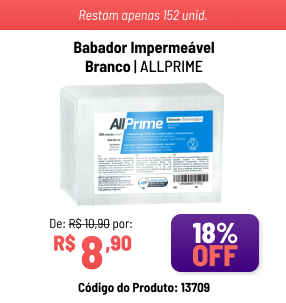 Restam apenas 152 unid.
Babador Impermeável
Branco | ALLPRIME
AllPrime
Babador
De: R$ 10,90 por:
R$ 8,90
18%
OFF
Código do Produto: 13709